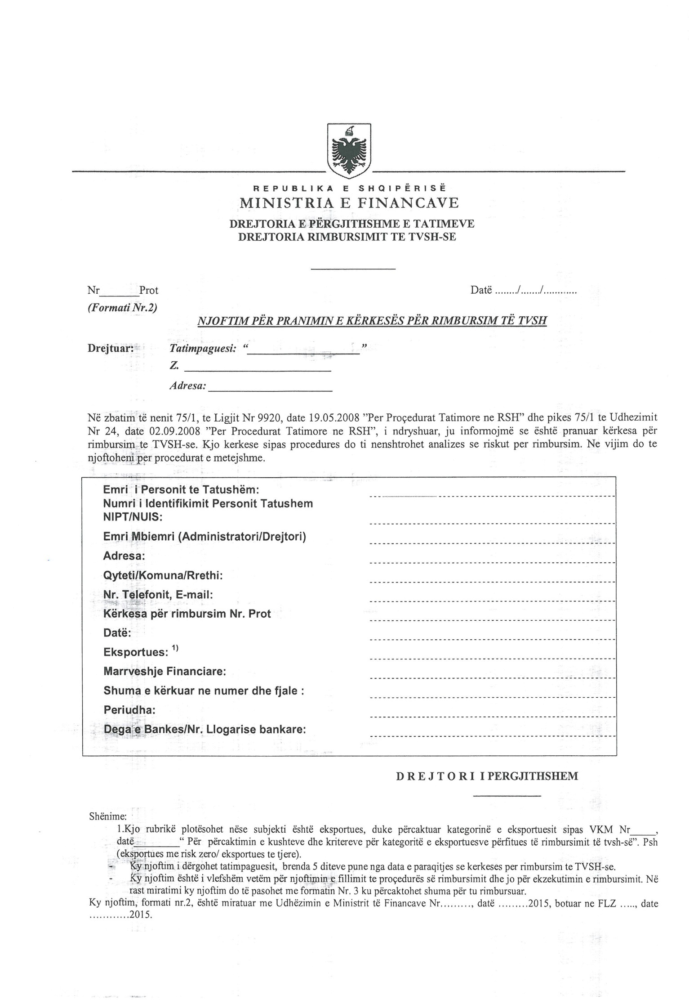 REPUBLIKA E SHQIPËRISË
MINISTRIA E FINANCAVE
DREJTORIA E PËRGJITHSHME E TATIMEVE
DREJTORIA RIMBURSIMIT TE TVSH-SE
Nr_______Prot Datë ......../......./............
(Formati Nr.2)
NJOFTIM PËR PRANIMIN E KËRKESËS PËR RIMBURSIM TË TVSH
Drejtuar: Tatimpaguesi: “____________________”
Z. __________________________
Adresa: ______________________
Në zbatim të nenit 75/1, te Ligjit Nr 9920, date 19.05.2008 ”Per Proçedurat Tatimore ne RSH” dhe pikes 75/1 te Udhezimit
Nr 24, date 02.09.2008 ”Per Procedurat Tatimore ne RSH”, i ndryshuar, ju informojmë se është pranuar kërkesa për
rimbursim te TVSH-se. Kjo kerkese sipas procedures do ti nenshtrohet analizes se riskut per rimbursim. Ne vijim do te
njoftoheni per procedurat e metejshme.
Emri i Personit te Tatushëm:
Numri i Identifikimit Personit Tatushem
NIPT/NUIS:
Emri Mbiemri (Administratori/Drejtori)
Adresa:
Qyteti/Komuna/Rrethi:
Nr. Telefonit, E-mail:
Kërkesa për rimbursim Nr. Prot
Datë:
Eksportues: 1)
Marrveshje Financiare:
Shuma e kërkuar ne numer dhe fjale :
Periudha:
Dega e Bankes/Nr. Llogarise bankare:
D R E J T O R I I PERGJITHSHEM
Shënime:
1.Kjo rubrikë plotësohet nëse subjekti është eksportues, duke përcaktuar kategorinë e eksportuesit sipas VKM Nr_____,
datë_________“ Për përcaktimin e kushteve dhe kritereve për kategoritë e eksportuesve përfitues të rimbursimit të tvsh-së”. Psh
(eksportues me risk zero/ eksportues te tjere).
- Ky njoftim i dërgohet tatimpaguesit, brenda 5 diteve pune nga data e paraqitjes se kerkeses per rimbursim te TVSH-se.
- Ky njoftim është i vlefshëm vetëm për njoftimin e fillimit te proçedurës së rimbursimit dhe jo për ekzekutimin e rimbursimit. Në
rast miratimi ky njoftim do të pasohet me formatin Nr. 3 ku përcaktohet shuma për tu rimbursuar.
Ky njoftim, formati nr.2, është miratuar me Udhëzimin e Ministrit të Financave Nr........., datë .........2015, botuar ne FLZ ....., date
............2015.